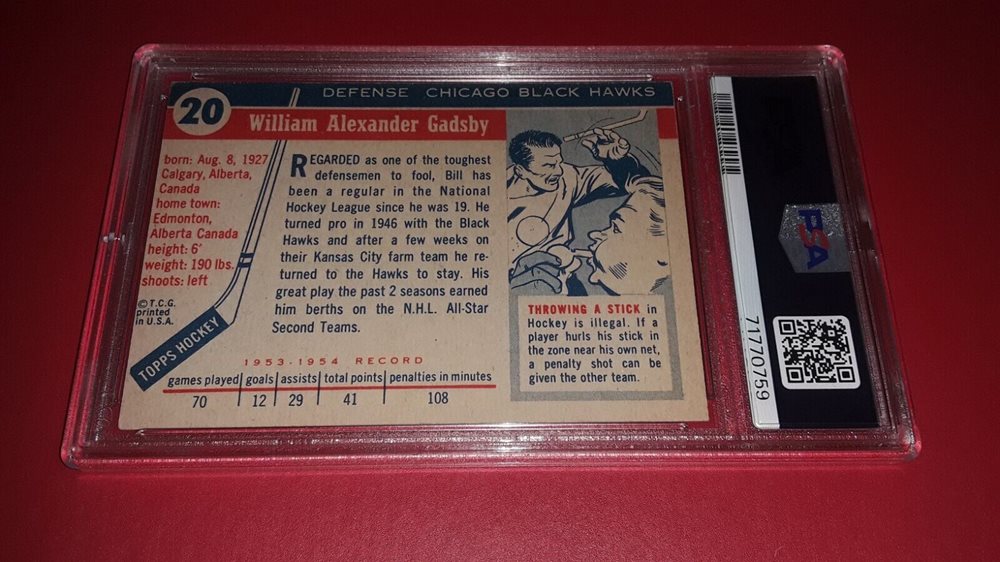 20
DEFENSE CHICAGO BLACK HAWKS
William Alexander Gadsby
born: Aug. 8, 1927
Calgary, Alberta,
Canada
home town:
Edmonton,
Alberta Canada
height: 6'
weight: 190 lbs.
shoots: left
© T.C.G.
printed
in U.S.A.
TOPPS HOCKEY
REGARDED as one of the toughest
defensemen to fool, Bill has
been a regular in the National
Hockey League since he was 19. He
turned pro in 1946 with the Black
Hawks and after a few weeks on
their Kansas City farm team he re-
turned to the Hawks to stay. His
great play the past 2 seasons earned
him berths on the N.H.L. All-Star
Second Teams.
1953-1954 RECORD
games played goals assists total points penalties in minutes
70 12 29 41 108
THROWING A STICK in
Hockey is illegal. If a
player hurls his stick in
the zone near his own net,
a penalty shot can be
given the other team.
PSA
71770759